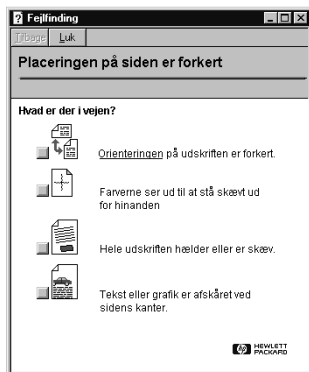 Fejlfinding
Tilbage Luk
Placeringen på siden er forkert
Hvad er der i vejen?
Orienteringen på udskriften er forkert.
Farverne ser ud til at stå skævt ud
for hinanden
Hele udskriften hælder eller er skæv.
Tekst eller grafik er afskåret ved
sidens kanter.
HEWLETT
PACKARD